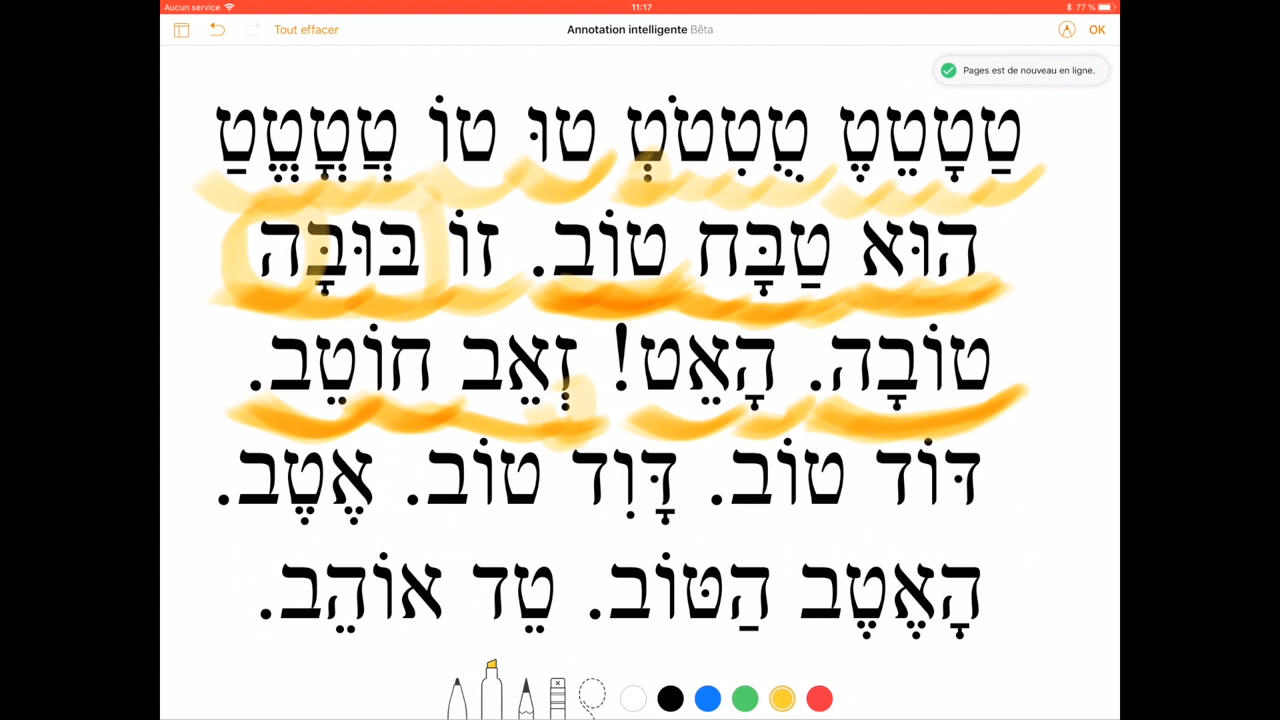 Aucun service 11:17 77 %
Tout effacer Annotation intelligente Bêta OK
Pages est de nouveau en ligne.
טַטָטֵטֶ טֻטִטֹטְ טוּ טוֹ טֲטֳטֱטַ
הוּא טַבָּח טוֹב. זוֹ בּוּבָּה
טוֹבָה. הָאֵט! זְאֵב חוֹטֵב.
דּוֹד טוֹב. דָּוִד טוֹב. אֶטֶב.
הָאֶטֶב הַטּוֹב. טֵד אוֹהֵב.